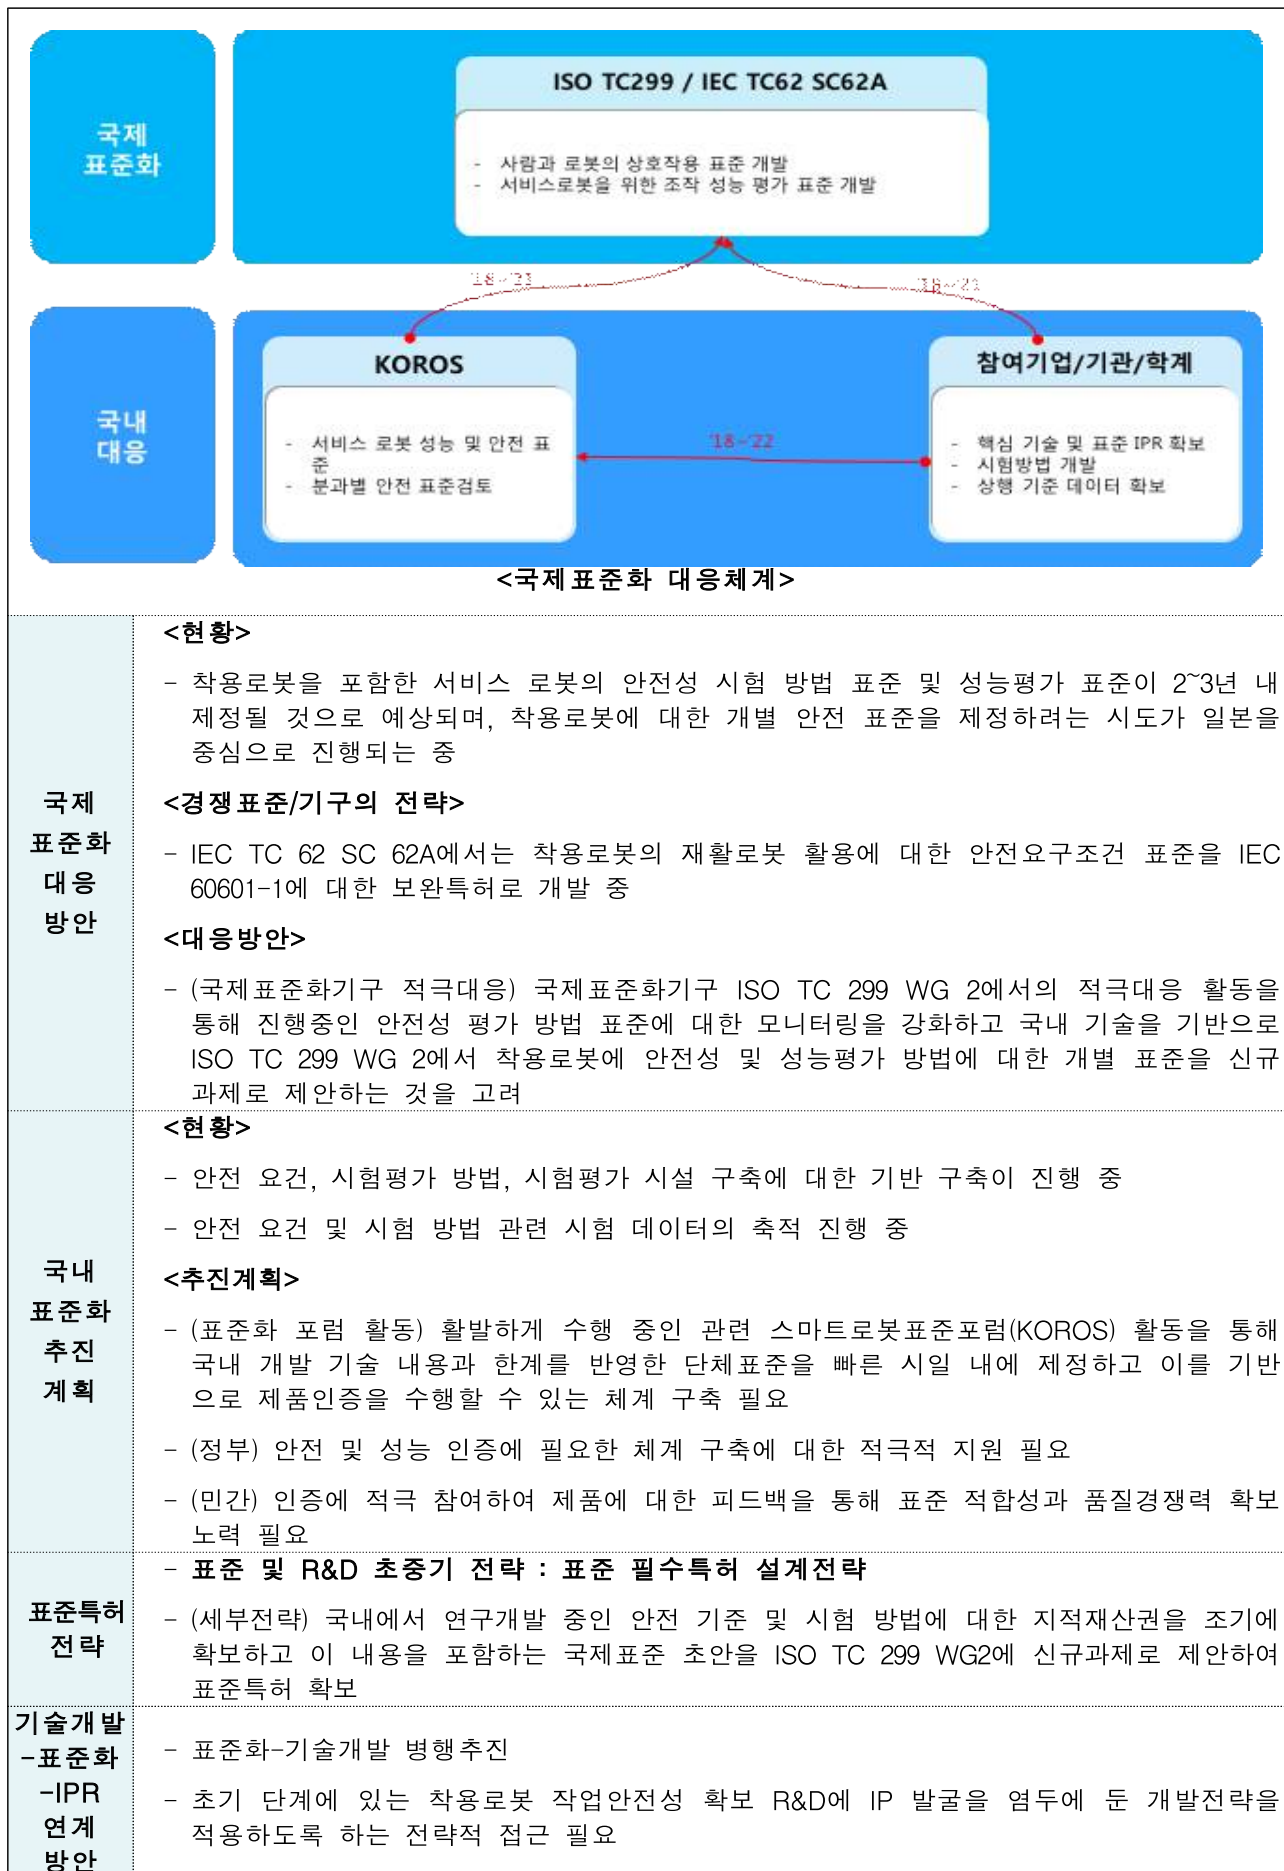 국제
표준화
ISO TC299 / IEC TC62 SC62A
- 사람과 로봇의 상호작용 표준 개발
- 서비스로봇을 위한 조작 성능 평가 표준 개발
'18~'21
'18~'21
국내
대응
KOROS
- 서비스 로봇 성능 및 안전 표
준
- 분과별 안전 표준검토
'18~'22
참여기업/기관/학계
- 핵심 기술 및 표준 IPR 확보
- 시험방법 개발
- 상행 기준 데이터 확보
<국제표준화 대응체계>
국제
표준화
대응
방안
<현황>
- 착용로봇을 포함한 서비스 로봇의 안전성 시험 방법 표준 및 성능평가 표준이 2~3년 내
제정될 것으로 예상되며, 착용로봇에 대한 개별 안전 표준을 제정하려는 시도가 일본을
중심으로 진행되는 중
<경쟁표준/기구의 전략>
- IEC TC 62 SC 62A에서는 착용로봇의 재활로봇 활용에 대한 안전요구조건 표준을 IEC
60601-1에 대한 보완특허로 개발 중
<대응방안>
- (국제표준화기구 적극대응) 국제표준화기구 ISO TC 299 WG 2에서의 적극대응 활동을
통해 진행중인 안전성 평가 방법 표준에 대한 모니터링을 강화하고 국내 기술을 기반으로
ISO TC 299 WG 2에서 착용로봇에 안전성 및 성능평가 방법에 대한 개별 표준을 신규
과제로 제안하는 것을 고려
국내
표준화
추진
계획
<현황>
- 안전 요건, 시험평가 방법, 시험평가 시설 구축에 대한 기반 구축이 진행 중
- 안전 요건 및 시험 방법 관련 시험 데이터의 축적 진행 중
<추진계획>
- (표준화 포럼 활동) 활발하게 수행 중인 관련 스마트로봇표준포럼(KOROS) 활동을 통해
국내 개발 기술 내용과 한계를 반영한 단체표준을 빠른 시일 내에 제정하고 이를 기반
으로 제품인증을 수행할 수 있는 체계 구축 필요
- (정부) 안전 및 성능 인증에 필요한 체계 구축에 대한 적극적 지원 필요
- (민간) 인증에 적극 참여하여 제품에 대한 피드백을 통해 표준 적합성과 품질경쟁력 확보
노력 필요
표준특허
전략
- 표준 및 R&D 초중기 전략 : 표준 필수특허 설계전략
- (세부전략) 국내에서 연구개발 중인 안전 기준 및 시험 방법에 대한 지적재산권을 조기에
확보하고 이 내용을 포함하는 국제표준 초안을 ISO TC 299 WG2에 신규과제로 제안하여
표준특허 확보
기술개발
-표준화
-IPR
연계
방안
- 표준화-기술개발 병행추진
- 초기 단계에 있는 착용로봇 작업안전성 확보 R&D에 IP 발굴을 염두에 둔 개발전략을
적용하도록 하는 전략적 접근 필요